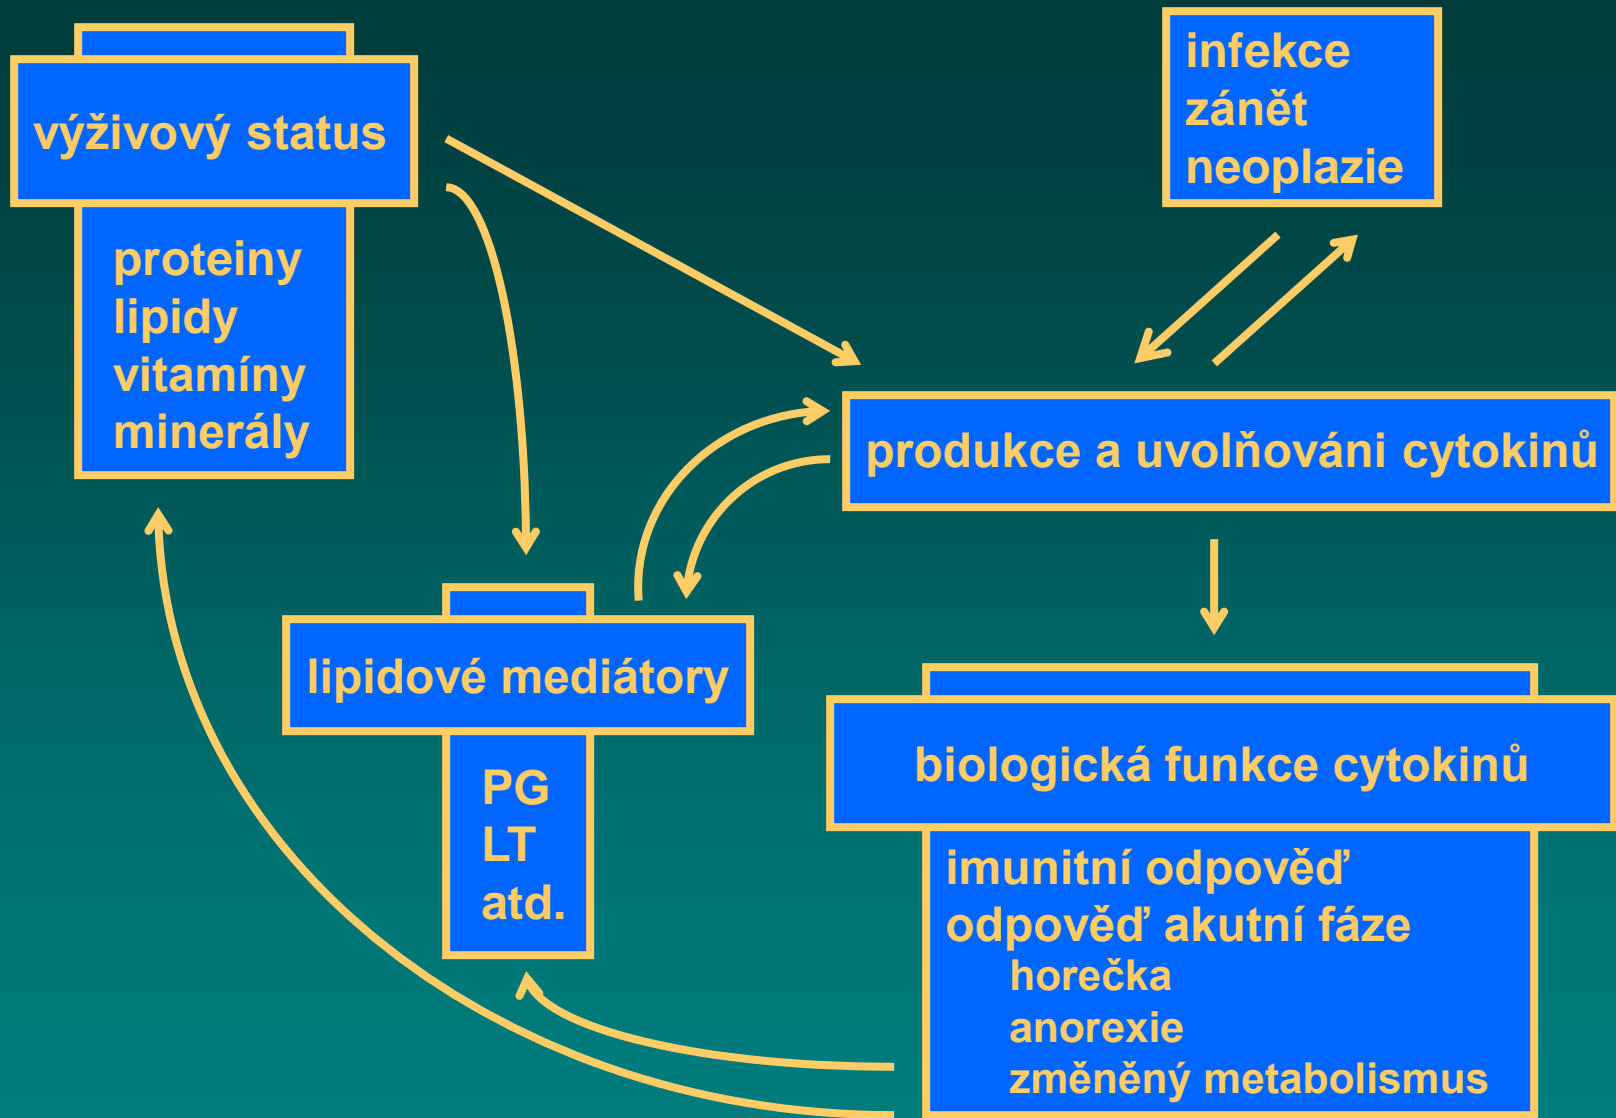 výživový status
proteiny
lipidy
vitamíny
minerály
infekce
zánět
neoplazie
produkce a uvolňováni cytokinů
lipidové mediátory
PG
LT
atd.
biologická funkce cytokinů
imunitní odpověď
odpověď akutní fáze
horečka
anorexie
změněný metabolismus